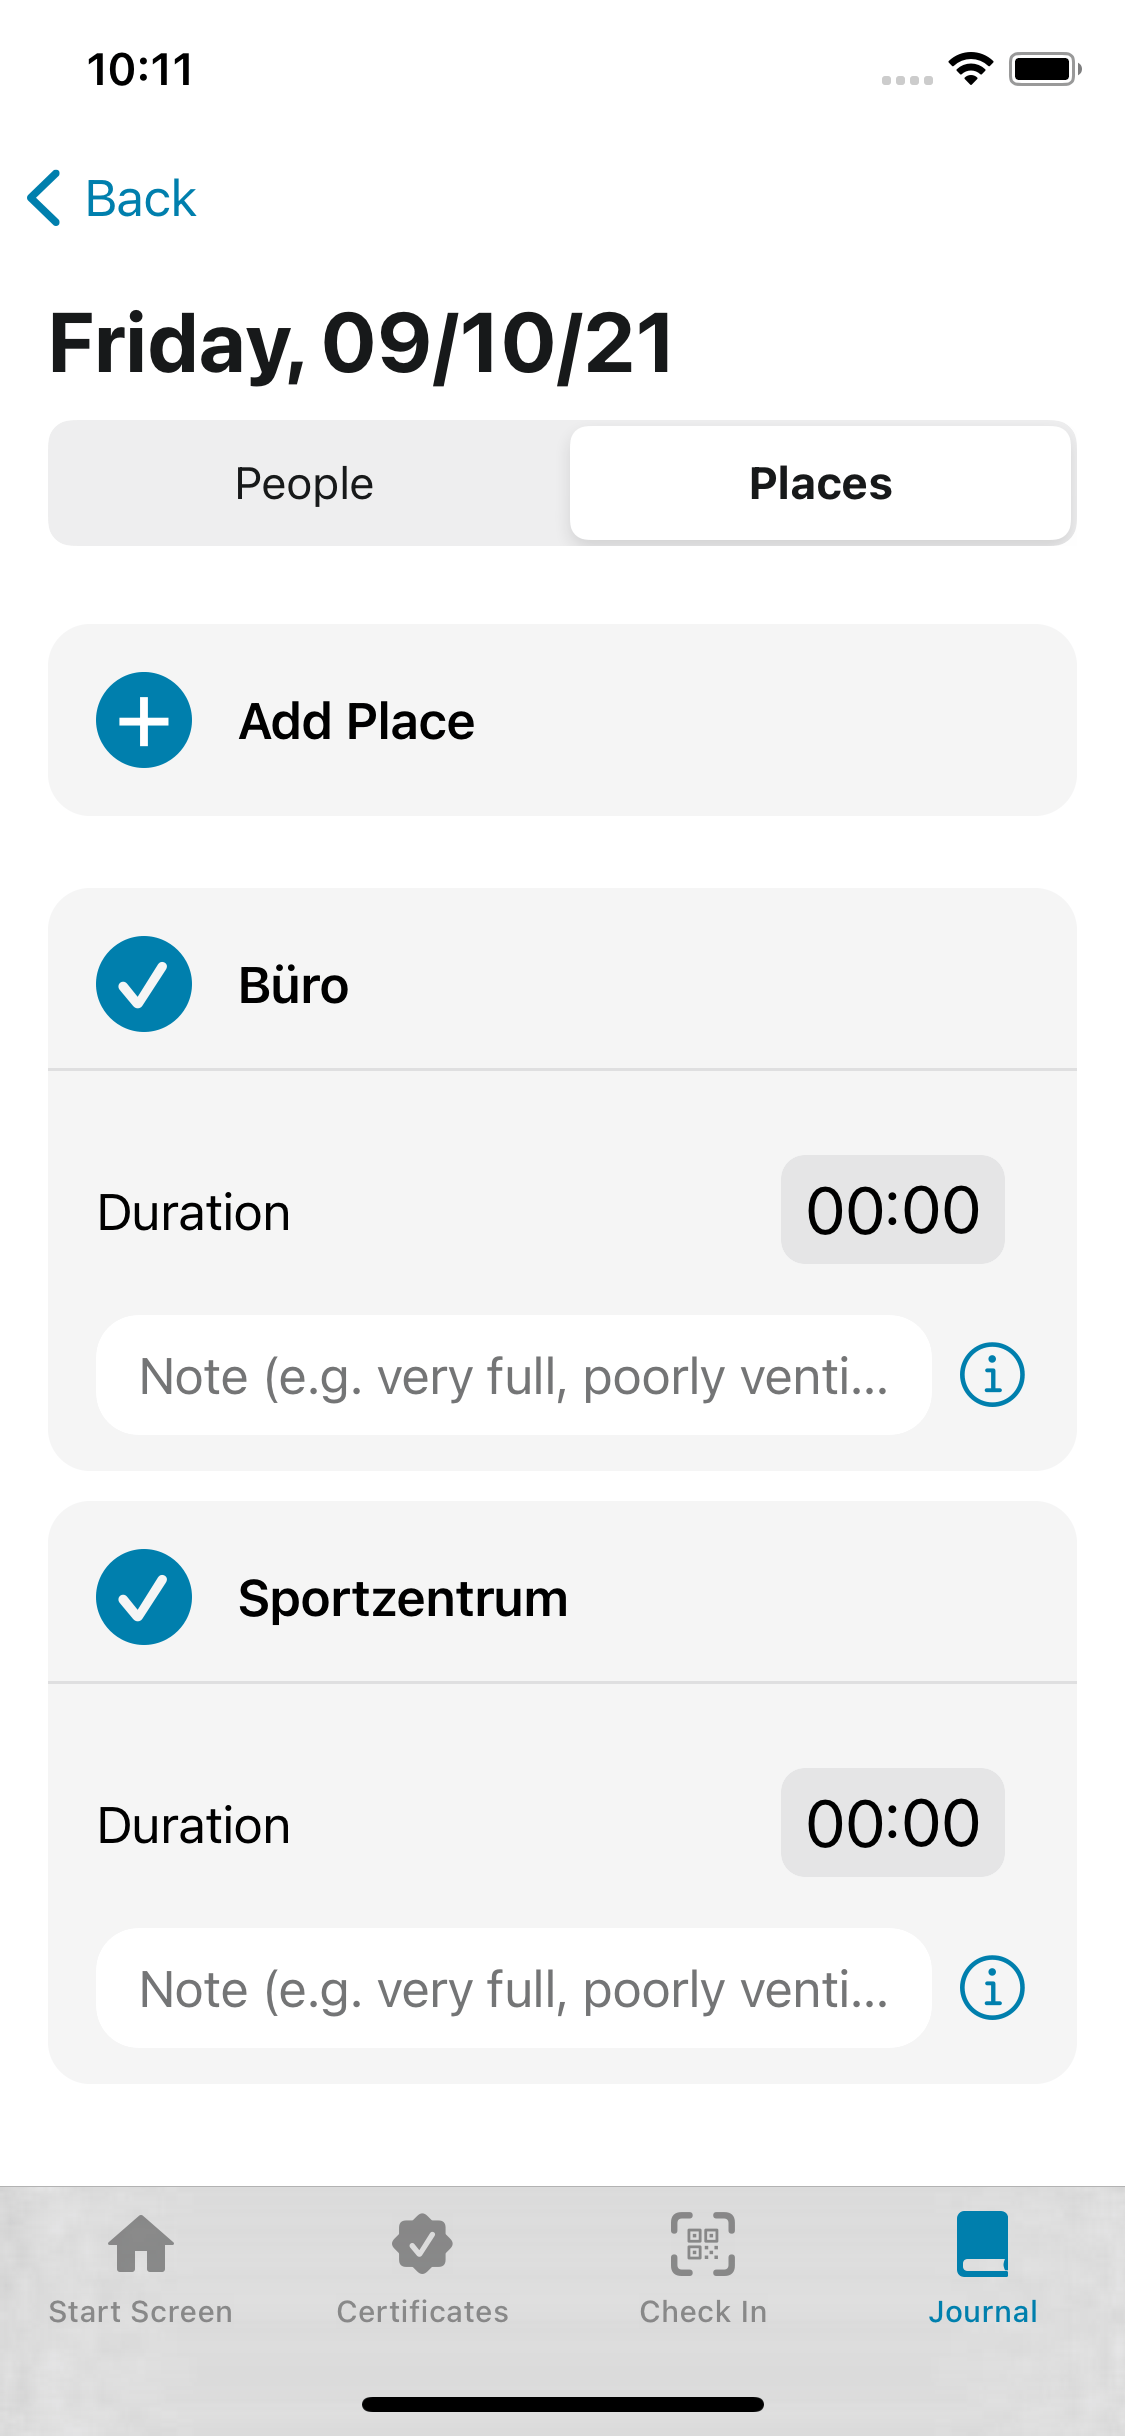 10:11
Back
Friday, 09/10/21
People
Places
Add Place
Büro
Duration
00:00
Note (e.g. very full, poorly venti...
Sportzentrum
Duration
00:00
Note (e.g. very full, poorly venti...
Start Screen
Certificates
Check In
Journal